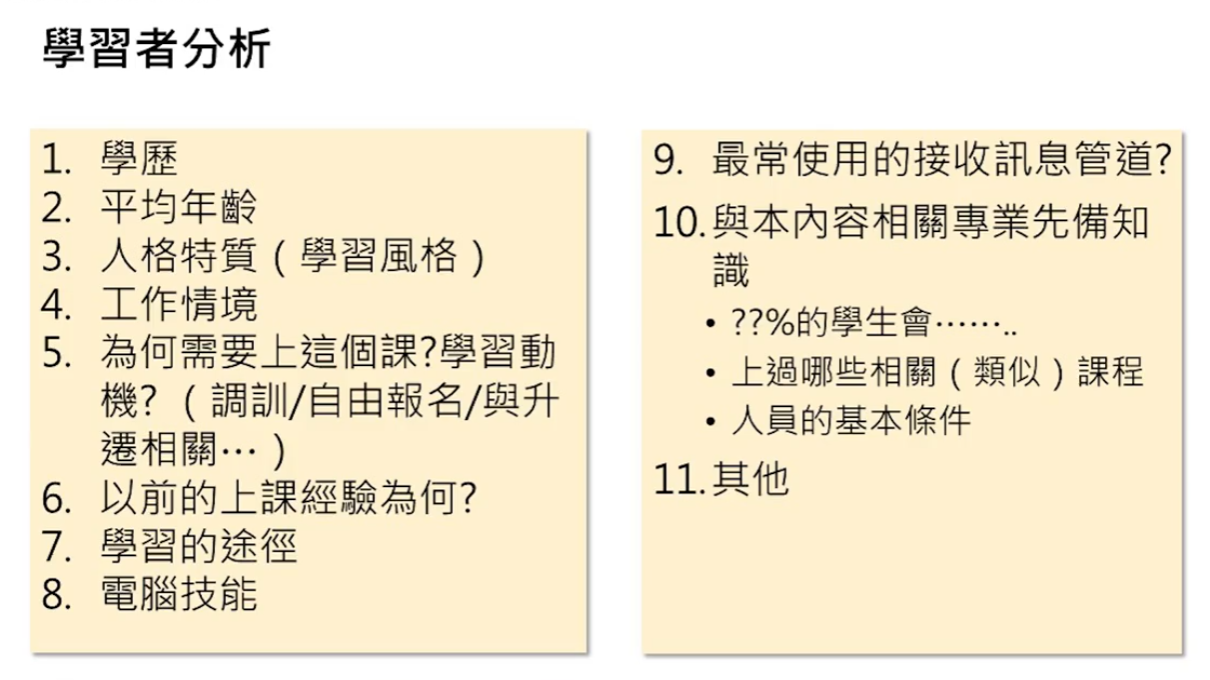 學習者分析
1. 學歷
2. 平均年齡
3. 人格特質（學習風格）
4. 工作情境
5. 為何需要上這個課?學習動
機?（調訓/自由報名/與升
遷相關…）
6. 以前的上課經驗為何?
7. 學習的途徑
8. 電腦技能
9. 最常使用的接收訊息管道?
10.與本內容相關專業先備知
識
• ??%的學生會……..
• 上過哪些相關（類似）課程
• 人員的基本條件
11.其他